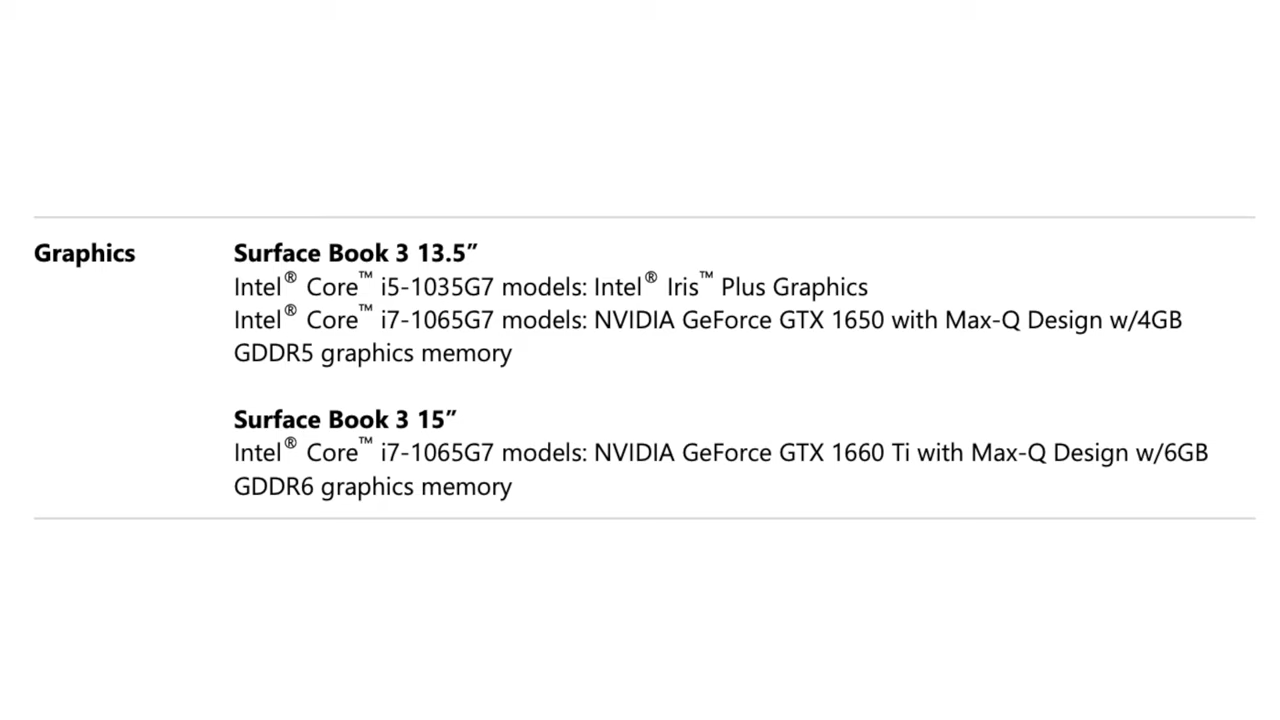 Graphics
Surface Book 3 13.5”
Intel® Core™ i5-1035G7 models: Intel® Iris™ Plus Graphics
Intel® Core™ i7-1065G7 models: NVIDIA GeForce GTX 1650 with Max-Q Design w/4GB
GDDR5 graphics memory
Surface Book 3 15”
Intel® Core™ i7-1065G7 models: NVIDIA GeForce GTX 1660 Ti with Max-Q Design w/6GB
GDDR6 graphics memory